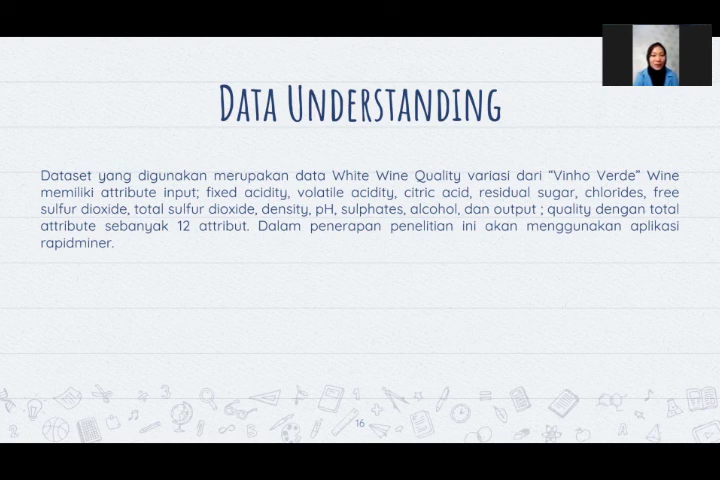 DATA UNDERSTANDING
Dataset yang digunakan merupakan data White Wine Quality variasi dari "Vinho Verde" Wine
memiliki attribute input; fixed acidity, volatile acidity, citric acid, residual sugar, chlorides, free
sulfur dioxide, total sulfur dioxide, density, pH, sulphates, alcohol, dan output ; quality dengan total
attribute sebanyak 12 attribut. Dalam penerapan penelitian ini akan menggunakan aplikasi
rapidminer.
16